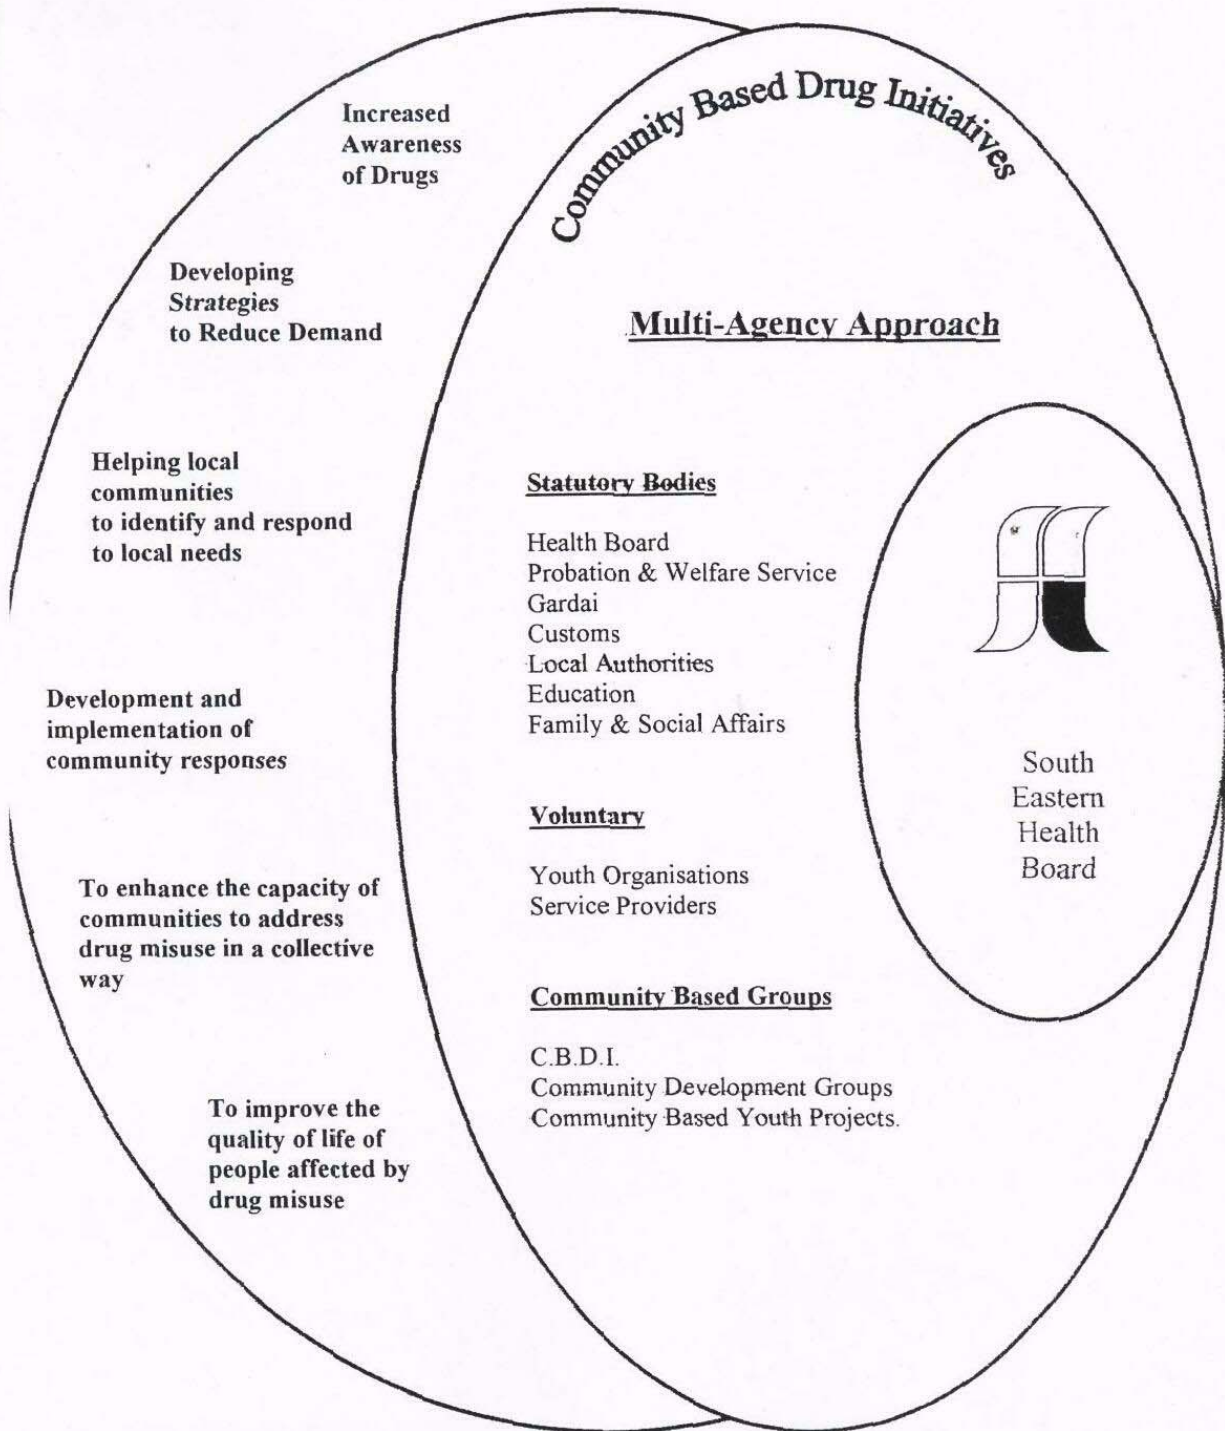 Community Based Drug Initiatives
Increased
Awareness
of Drugs
Developing
Strategies
to Reduce Demand
Helping local
communities
to identify and respond
to local needs
Development and
implementation of
community responses
To enhance the capacity of
communities to address
drug misuse in a collective
way
To improve the
quality of life of
people affected by
drug misuse
Multi-Agency Approach
Statutory Bodies
Health Board
Probation & Welfare Service
Gardai
Customs
Local Authorities
Education
Family & Social Affairs
Voluntary
Youth Organisations
Service Providers
Community Based Groups
C.B.D.I.
Community Development Groups
Community Based Youth Projects.
South
Eastern
Health
Board